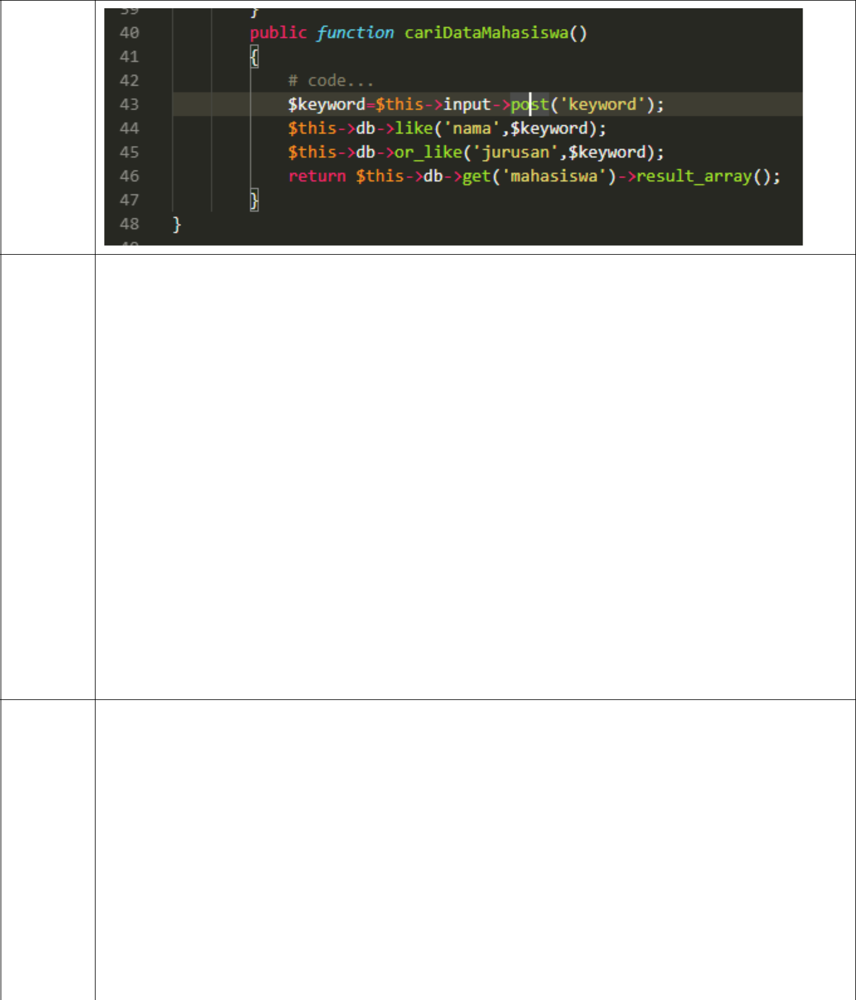 39 }
40 public function cariDataMahasiswa()
41 {
42 # code...
43 $keyword=$this->input->post('keyword');
44 $this->db->like('nama',$keyword);
45 $this->db->or_like('jurusan',$keyword);
46 return $this->db->get('mahasiswa')->result_array();
47 }
48 }
49